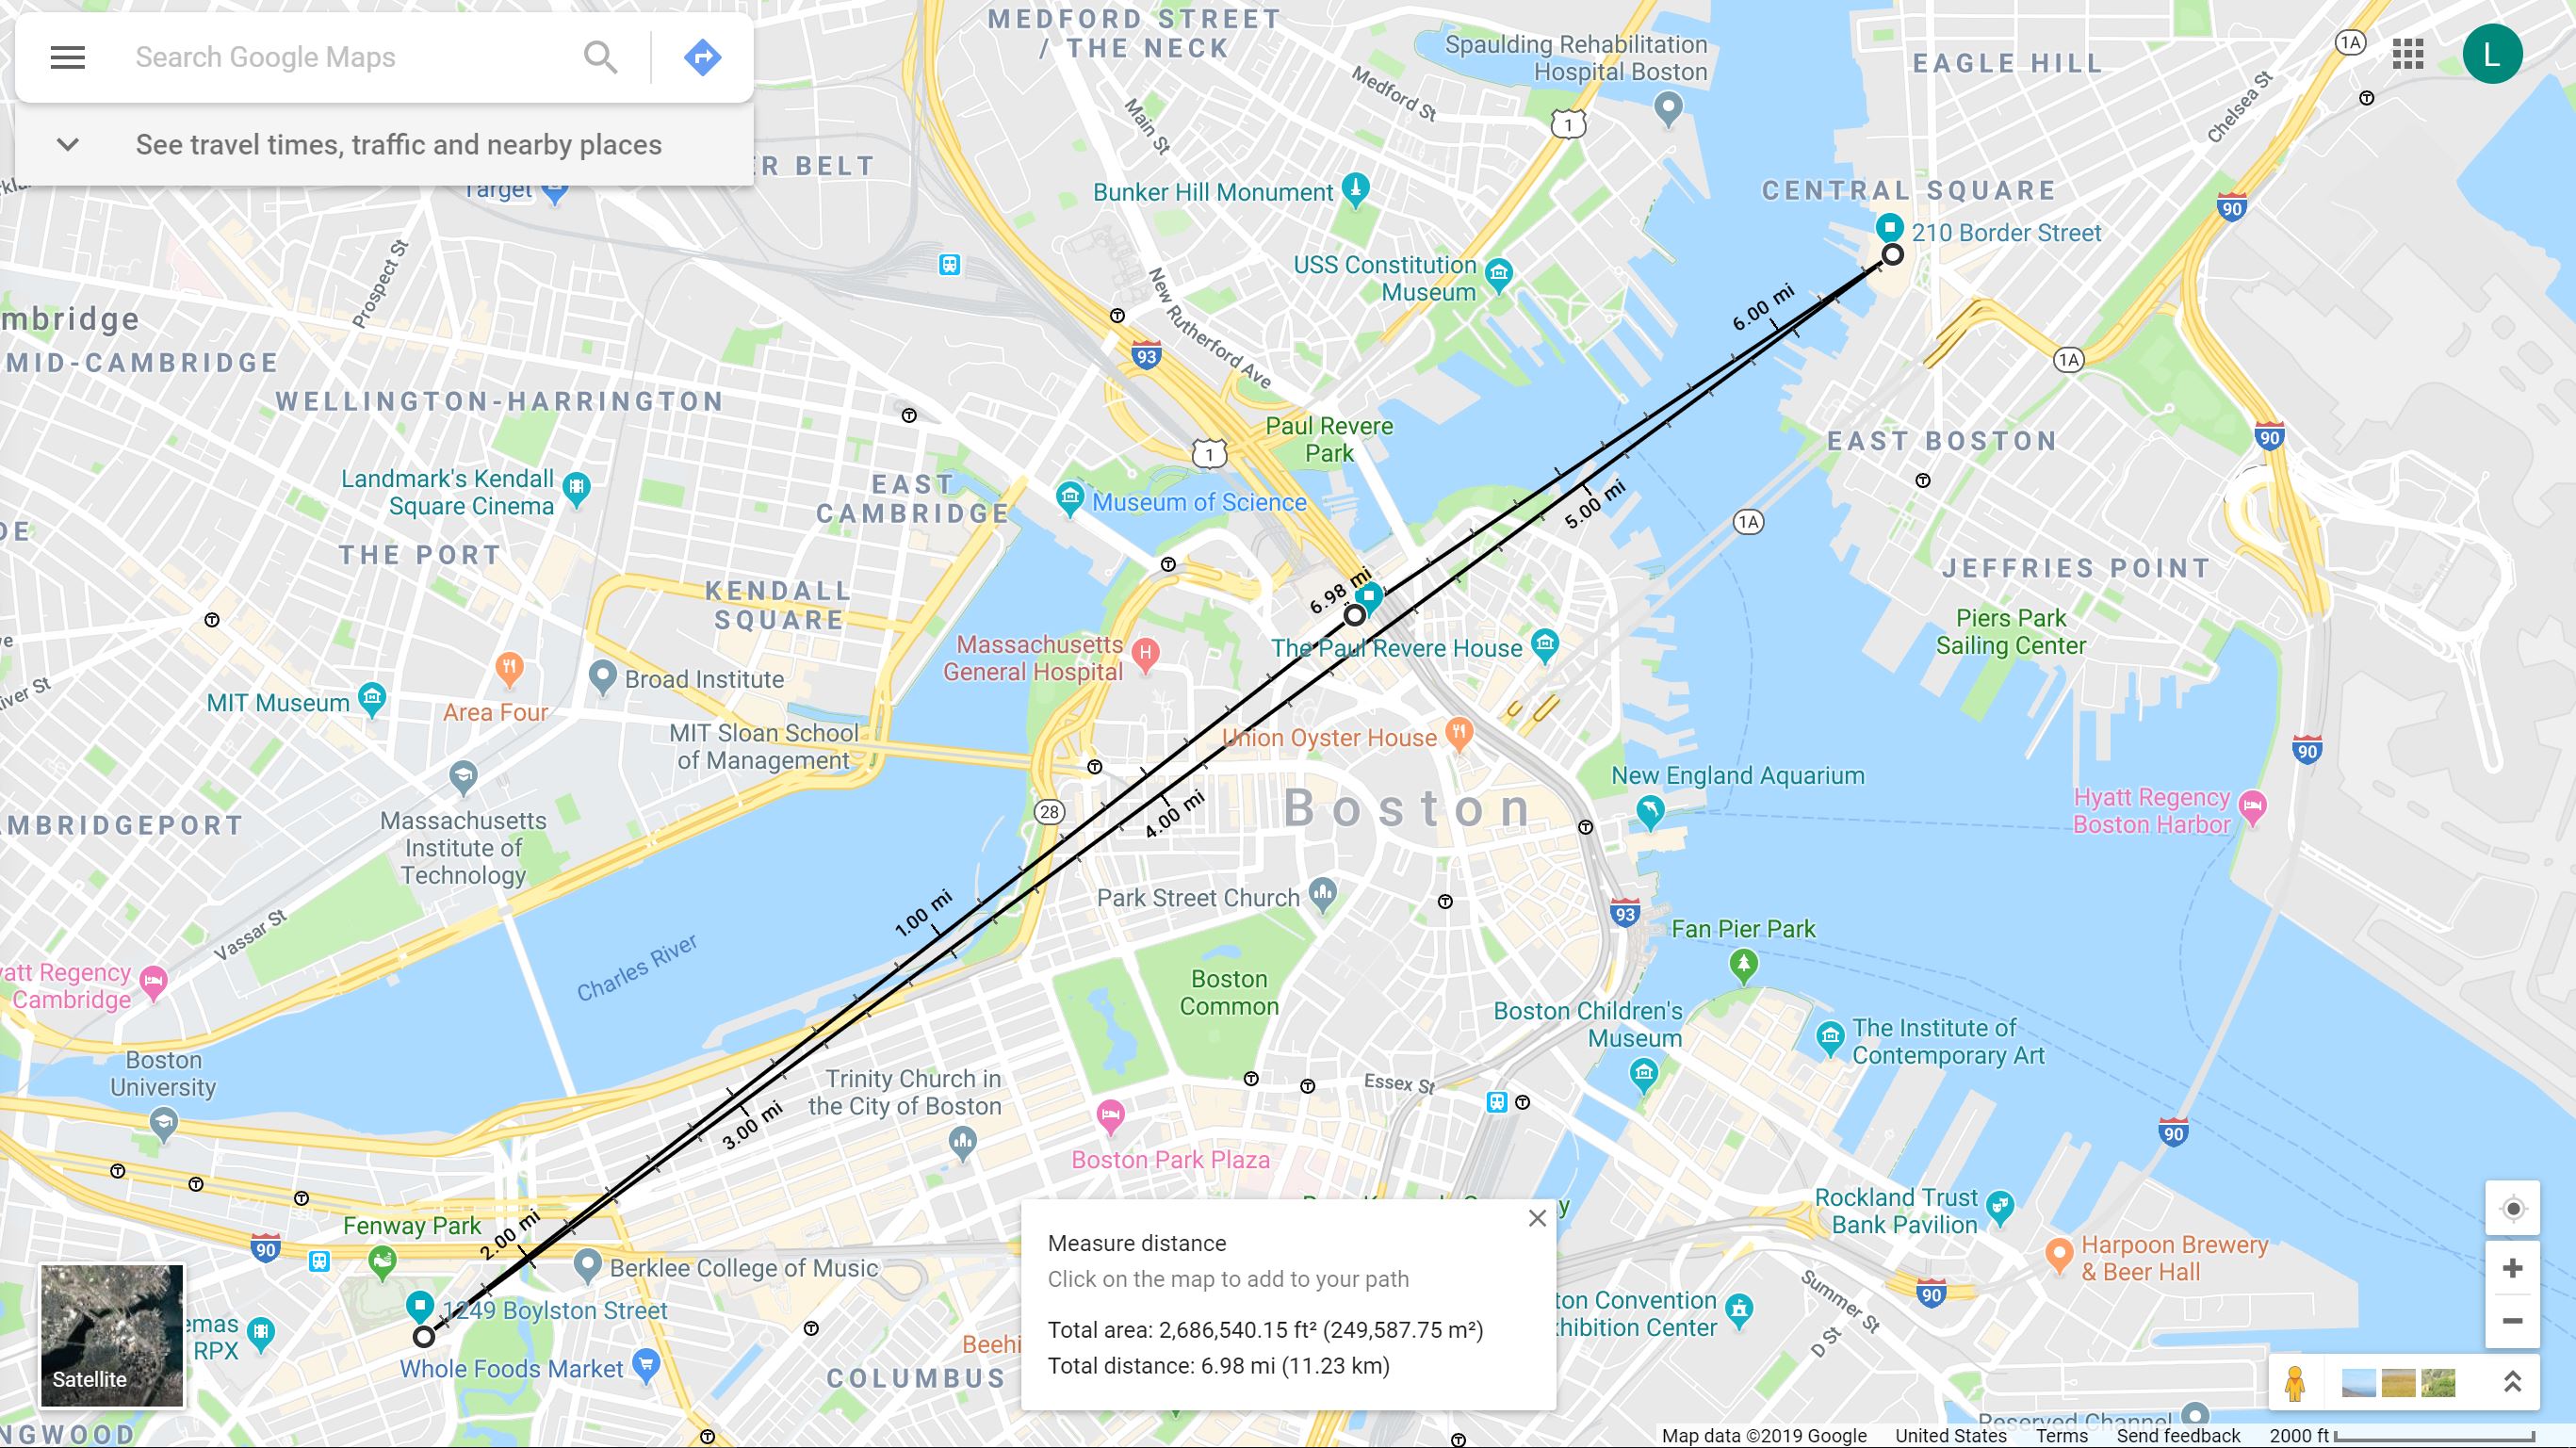 Search Google Maps
See travel times, traffic and nearby places
MEDFORD STREET
/ THE NECK
Spaulding Rehabilitation
Hospital Boston
EAGLE HILL
1A
L
Medford St
Main St
1
Chelsea St
ER BELT
Target
Bunker Hill Monument
CENTRAL SQUARE
90
210 Border Street
Prospect St
USS Constitution
Museum
6.00 mi
New Rutherford Ave
mbridge
MID-CAMBRIDGE
93
1A
WELLINGTON-HARRINGTON
Paul Revere
Park
1
EAST BOSTON
90
Landmark's Kendall
Square Cinema
EAST
CAMBRIDGE
Museum of Science
5.00 mi
1A
DE
THE PORT
JEFFRIES POINT
KENDALL
SQUARE
6.98 mi
Piers Park
Sailing Center
The Paul Revere House
Massachusetts
General Hospital
H
Broad Institute
River St
MIT Museum
Area Four
MIT Sloan School
of Management
Union Oyster House
90
New England Aquarium
Boston
28
4.00 mi
Hyatt Regency
Boston Harbor
MBRIDGEPORT
Massachusetts
Institute of
Technology
Park Street Church
1.00 mi
93
Fan Pier Park
Vassar St
Charles River
yatt Regency
Cambridge
Boston
Common
Boston Children's
Museum
The Institute of
Contemporary Art
Boston
University
Trinity Church in
the City of Boston
Essex St
3.00 mi
90
Boston Park Plaza
Rockland Trust
Bank Pavilion
Fenway Park
2.00 mi
90
Berklee College of Music
Harpoon Brewery
& Beer Hall
Measure distance
Click on the map to add to your path
Total area: 2,686,540.15 ft² (249,587.75 m²)
Total distance: 6.98 mi (11.23 km)
1249 Boylston Street
emas
RPX
Beehi
ton Convention
xhibition Center
Summer St
90
D St
Whole Foods Market
COLUMBUS
Satellite
NGWOOD
Reserved Channel
Map data ©2019 Google United States Terms Send feedback 2000 ft